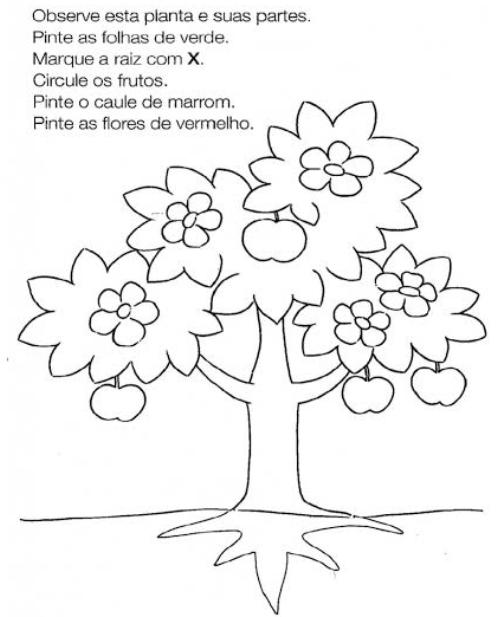 Observe esta planta e suas partes.
Pinte as folhas de verde.
Marque a raiz com X.
Circule os frutos.
Pinte o caule de marrom.
Pinte as flores de vermelho.